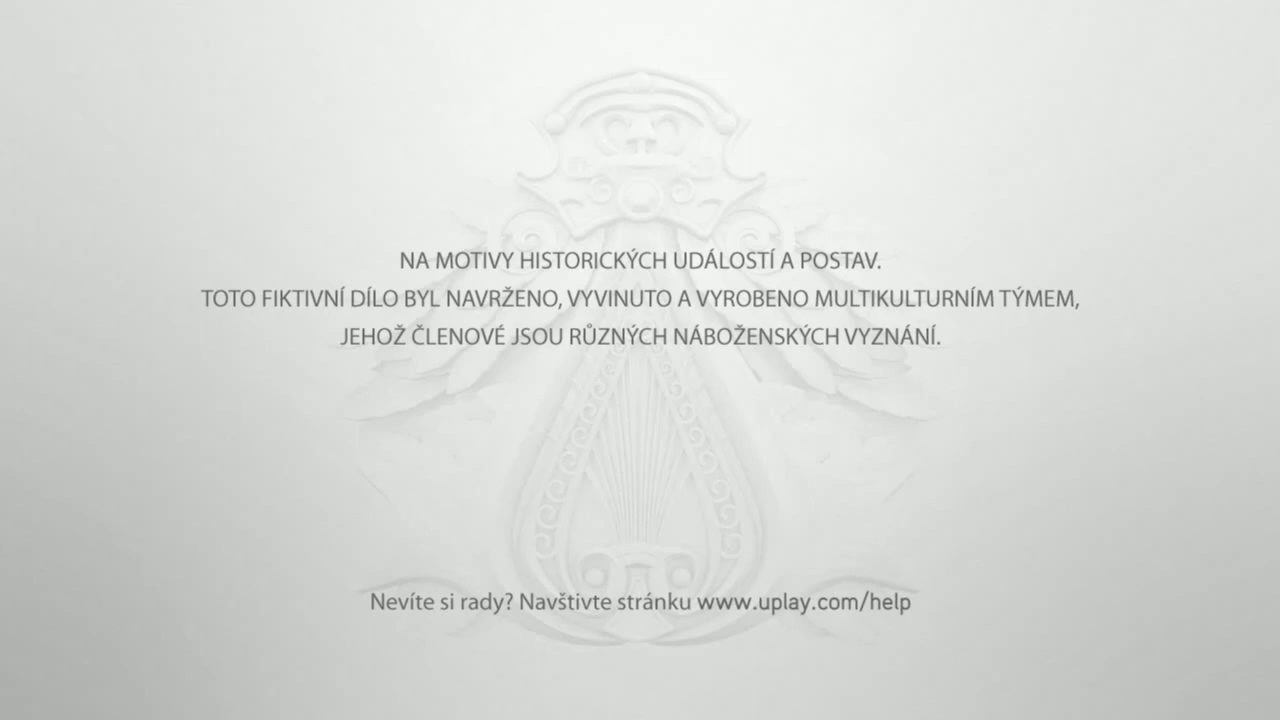 NA MOTIVY HISTORICKÝCH UDÁLOSTÍ A POSTAV.
TOTO FIKTIVNÍ DÍLO BYL NAVRŽENO, VYVINUTO A VYROBENO MULTIKULTURNÍM TÝMEM,
JEHOŽ ČLENOVÉ JSOU RŮZNÝCH NÁBOŽENSKÝCH VYZNÁNÍ.
Nevíte si rady? Navštivte stránku www.uplay.com/help